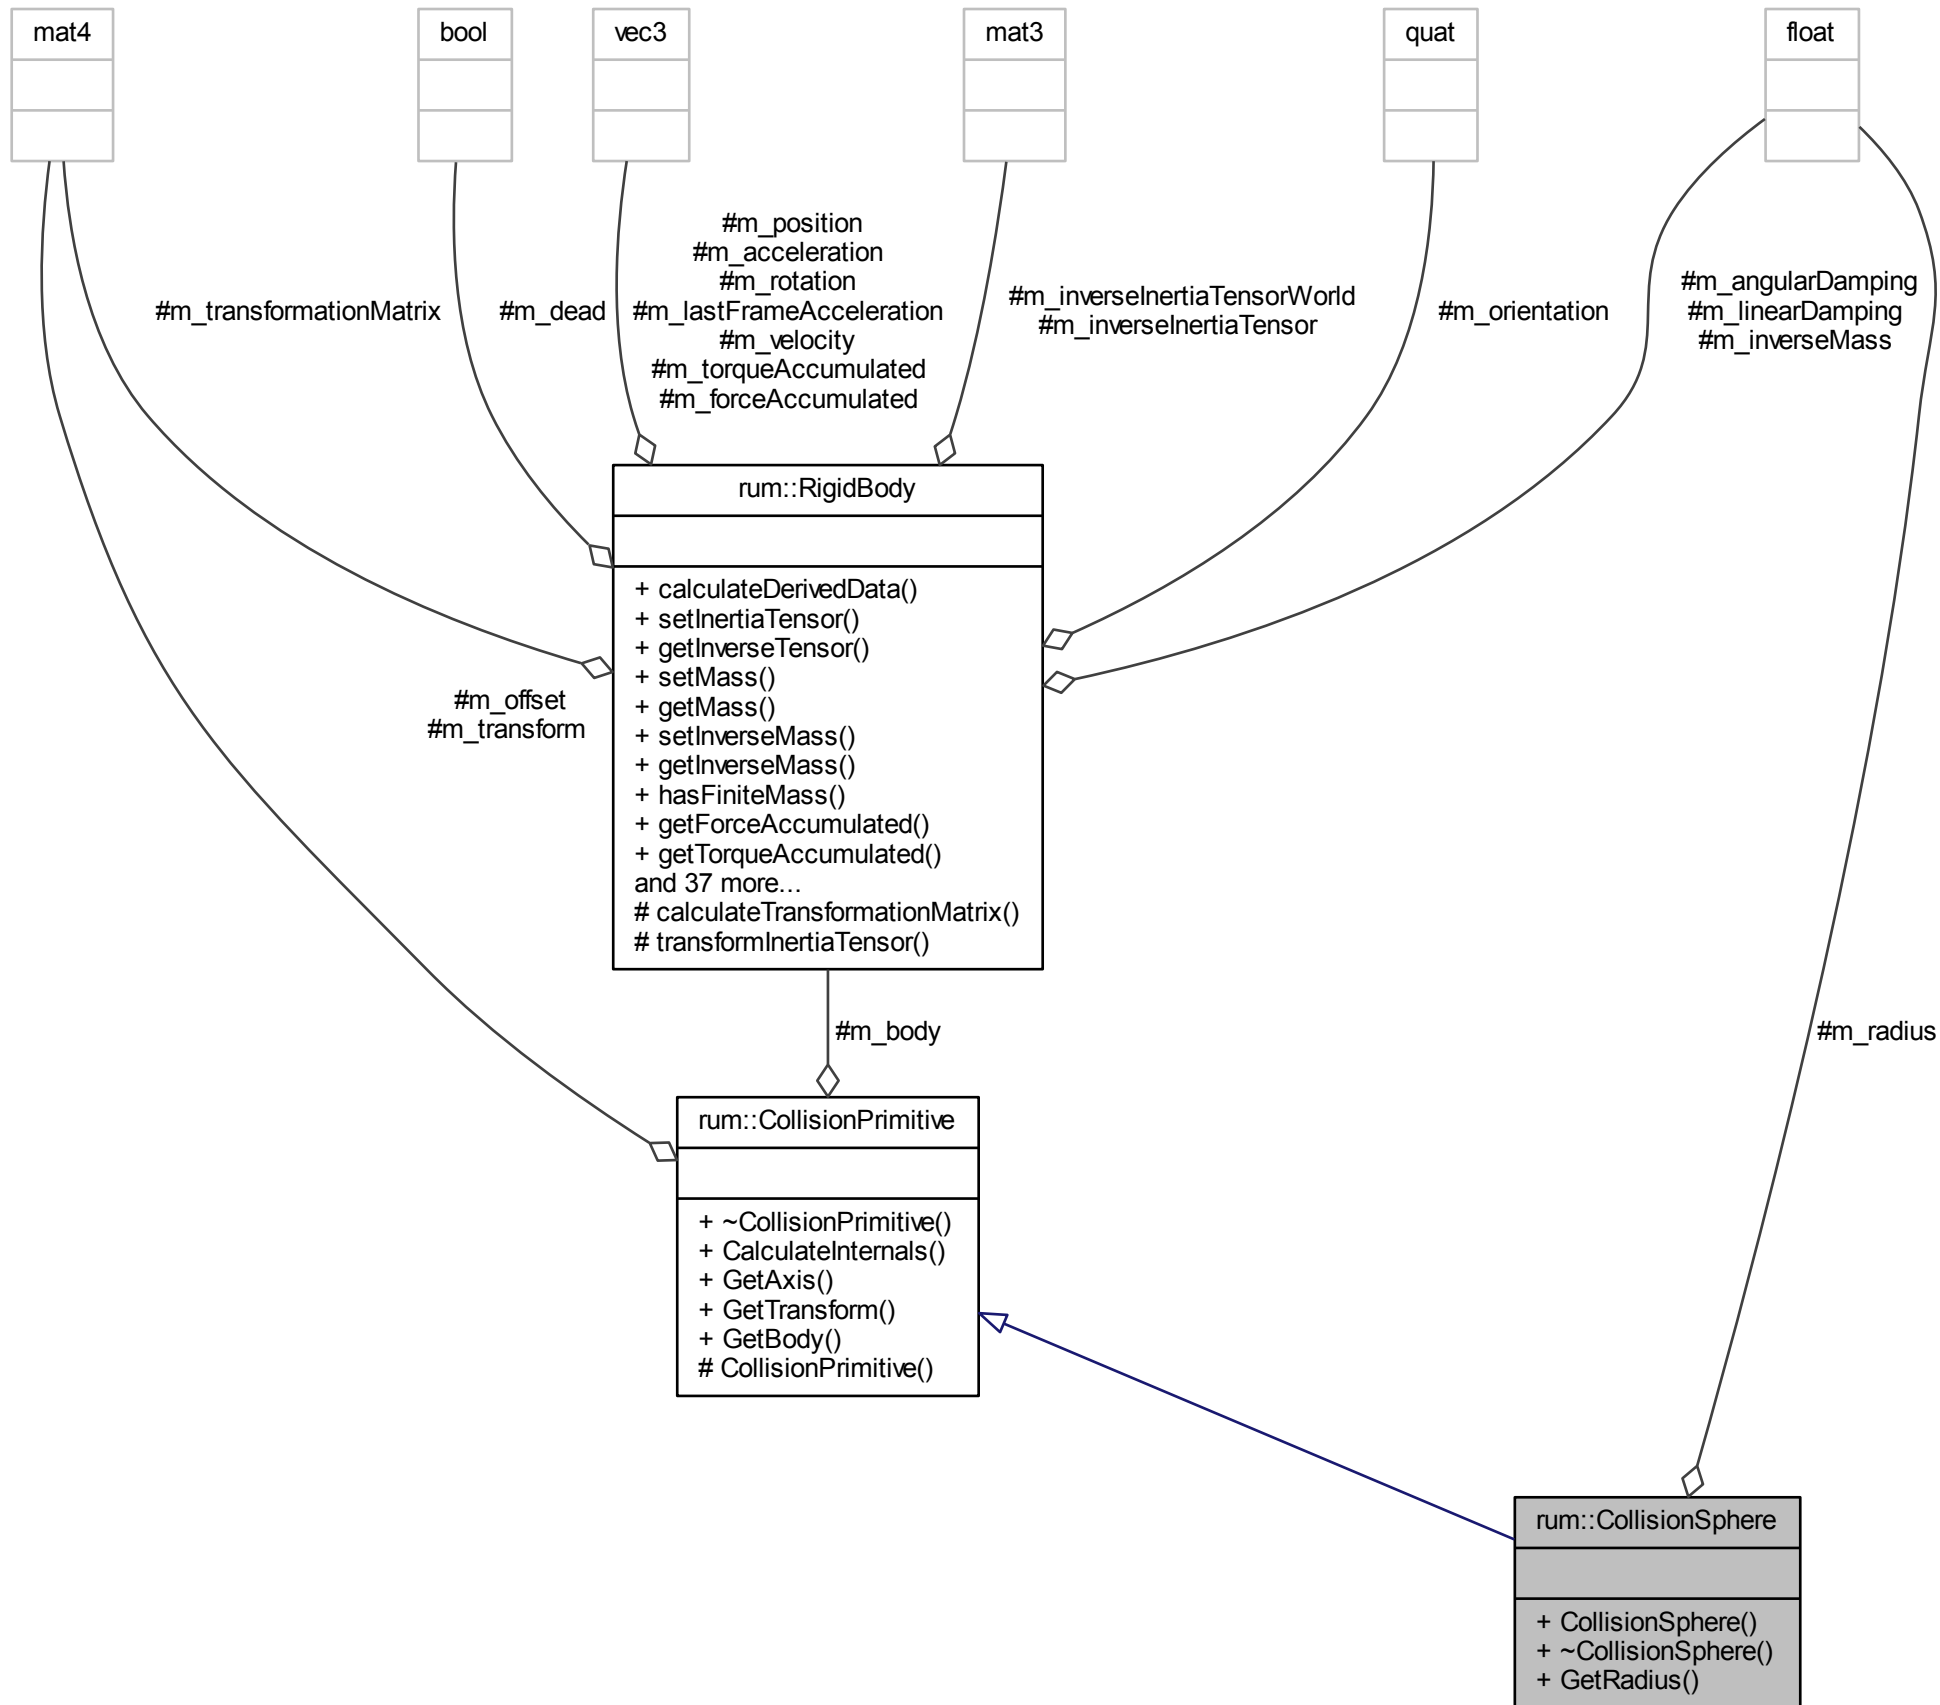 mat4
bool
vec3
mat3
quat
float
#m_position
#m_acceleration
#m_rotation
#m_lastFrameAcceleration
#m_velocity
#m_torqueAccumulated
#m_forceAccumulated
#m_transformationMatrix
#m_dead
#m_inverseInertiaTensorWorld
#m_inverseInertiaTensor
#m_orientation
#m_angularDamping
#m_linearDamping
#m_inverseMass
rum::RigidBody
+ calculateDerivedData()
+ setInertiaTensor()
+ getInverseTensor()
+ setMass()
+ getMass()
+ setInverseMass()
+ getInverseMass()
+ hasFiniteMass()
+ getForceAccumulated()
+ getTorqueAccumulated()
and 37 more...
# calculateTransformationMatrix()
# transformInertiaTensor()
#m_offset
#m_transform
#m_body
#m_radius
rum::CollisionPrimitive
+ ~CollisionPrimitive()
+ CalculateInternals()
+ GetAxis()
+ GetTransform()
+ GetBody()
# CollisionPrimitive()
rum::CollisionSphere
+ CollisionSphere()
+ ~CollisionSphere()
+ GetRadius()